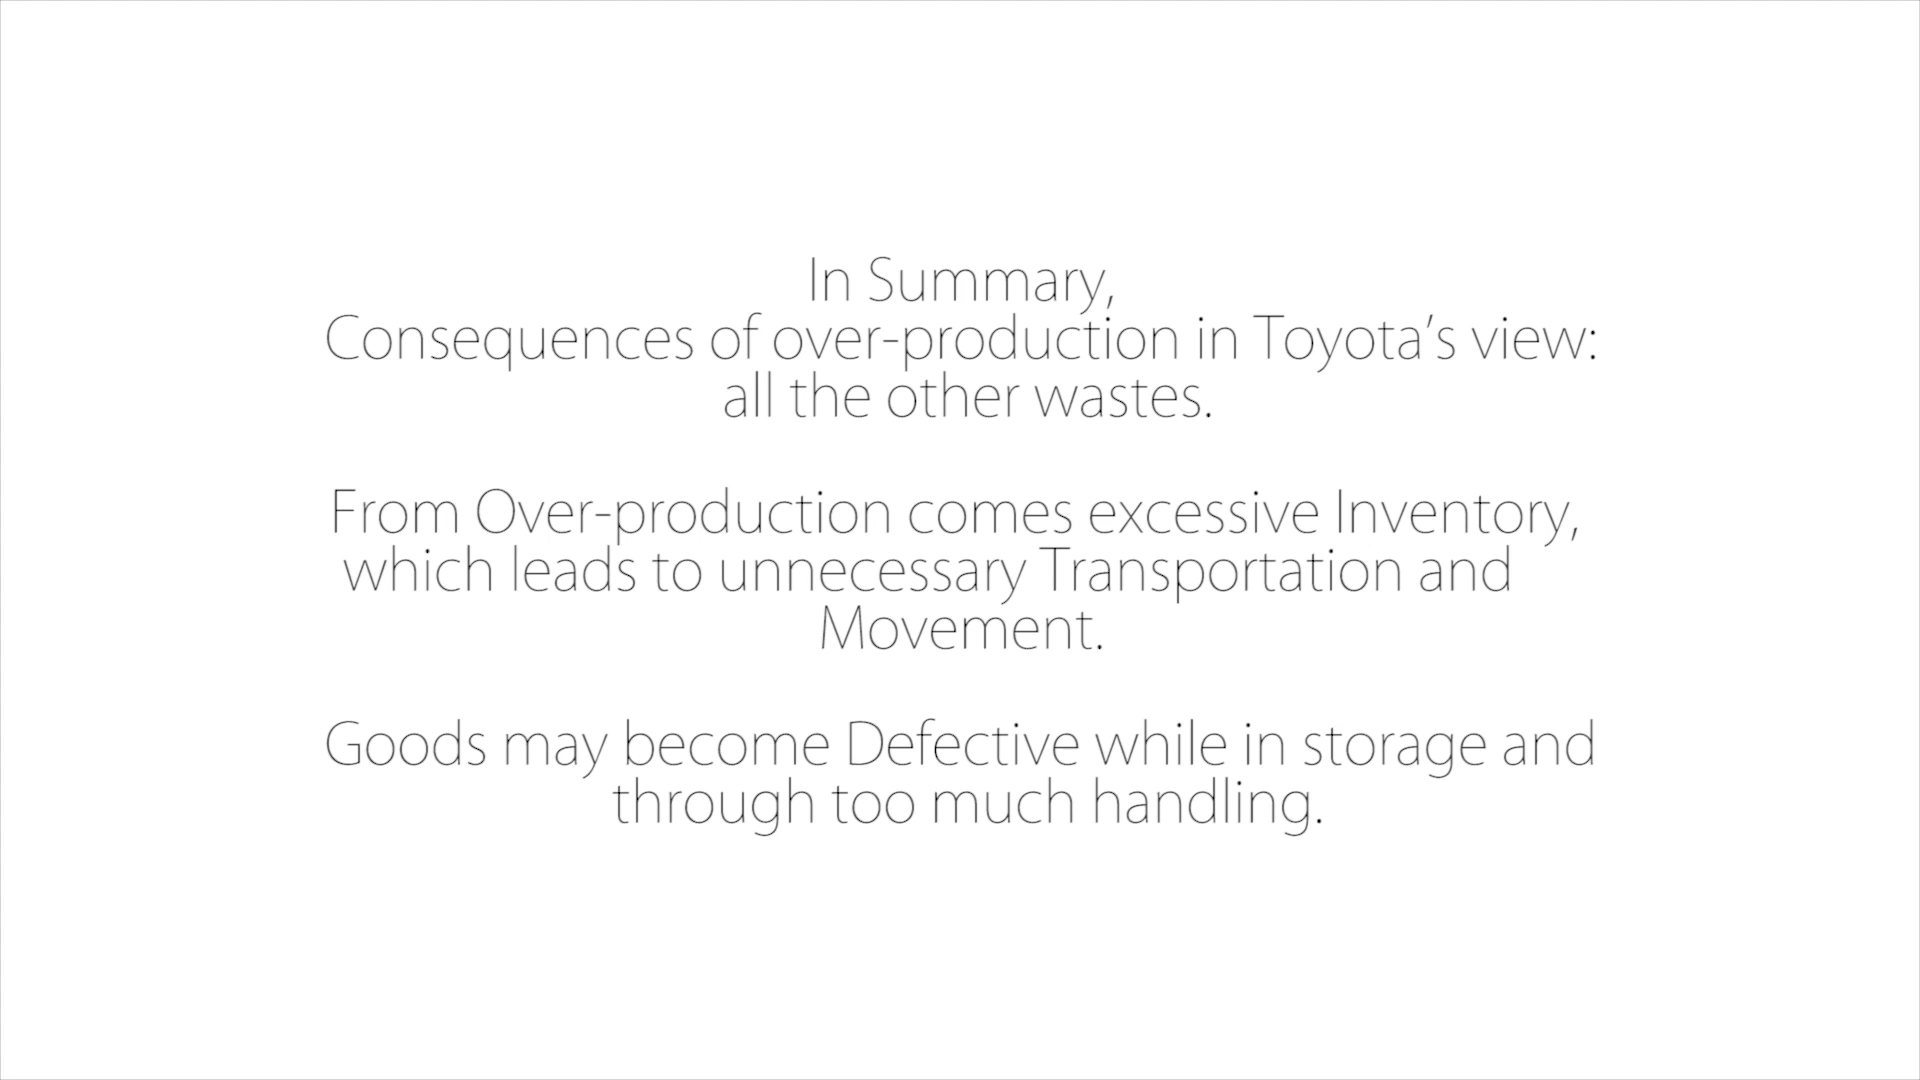 In Summary,
Consequences of over-production in Toyota’s view:
all the other wastes.
From Over-production comes excessive Inventory,
which leads to unnecessary Transportation and
Movement.
Goods may become Defective while in storage and
through too much handling.